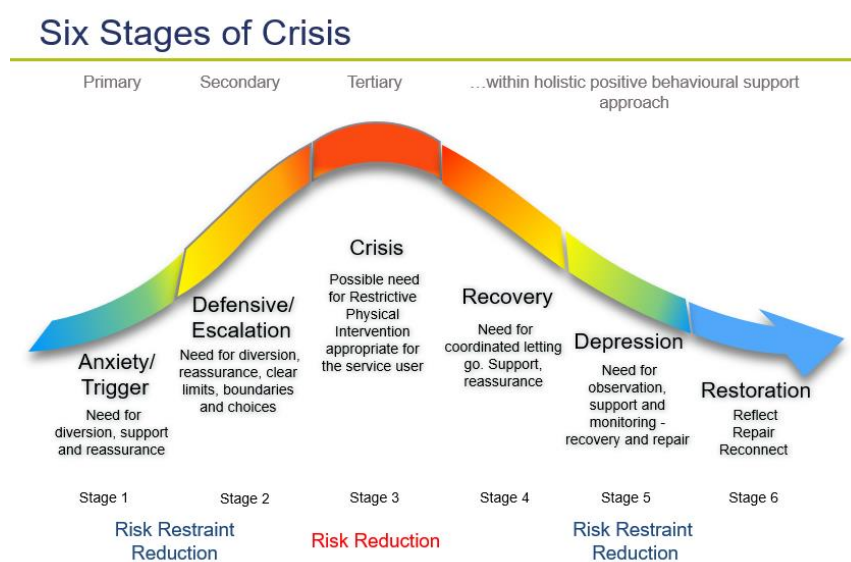 Six Stages of Crisis
Primary
Secondary
Tertiary
…within holistic positive behavioural support
approach
Anxiety/
Trigger
Need for
diversion, support
and reassurance
Defensive/
Escalation
Need for diversion,
reassurance, clear
limits, boundaries
and choices
Crisis
Possible need
for Restrictive
Physical
Intervention
appropriate for
the service user
Recovery
Need for
coordinated letting
go. Support,
reassurance
Depression
Need for
observation,
support and
monitoring -
recovery and repair
Restoration
Reflect
Repair
Reconnect
Stage 1
Stage 2
Stage 3
Stage 4
Stage 5
Stage 6
Risk Restraint
Reduction
Risk Reduction
Risk Restraint
Reduction